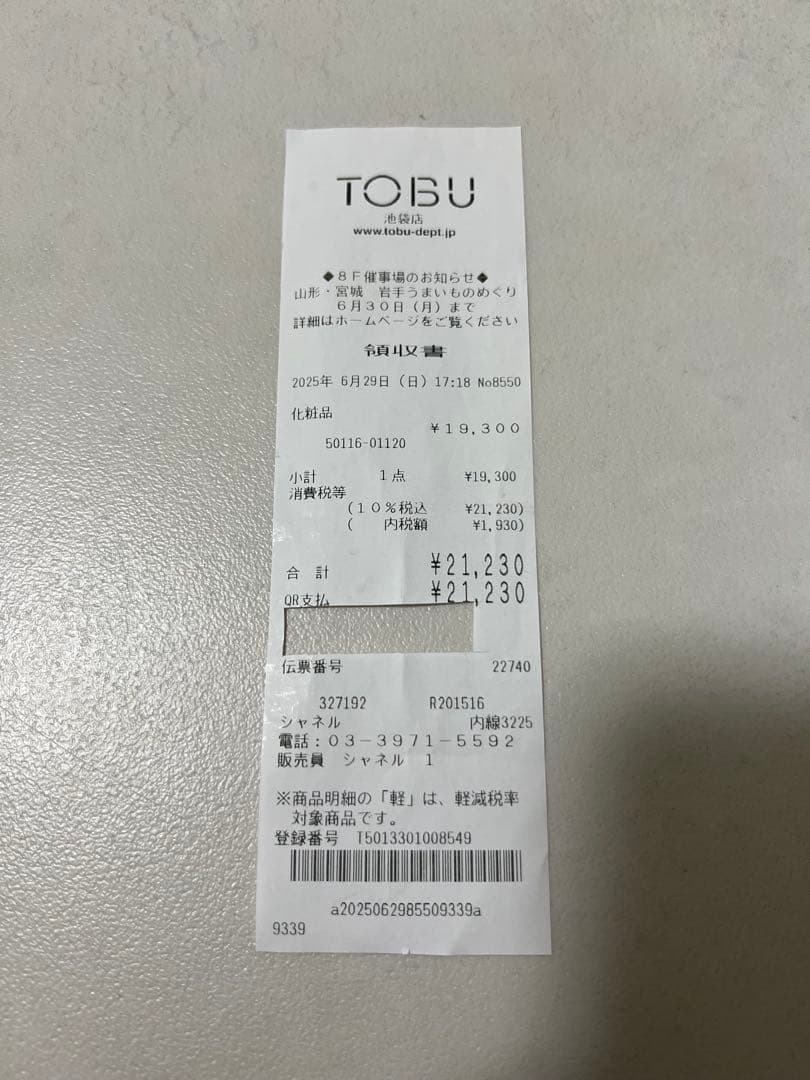 TOBU
池袋店
www.tobu-dept.jp
◆８Ｆ催事場のお知らせ◆
山形・宮城　岩手うまいものめぐり
６月３０日（月）まで
詳細はホームページをご覧ください
領収書
2025年 6月29日（日）17:18 No8550
化粧品
¥１９,３００
50116-01120
小計　１点　¥19,300
消費税等
（１０％税込　¥21,230）
（　内税額　¥1,930）
合　計　¥21,230
QR支払　¥21,230
伝票番号　22740
327192　R201516
シャネル　内線3225
電話：０３－３９７１－５５９２
販売員　シャネル　１
※商品明細の「軽」は、軽減税率
対象商品です。
登録番号　T5013301008549
a2025062985509339a
9339